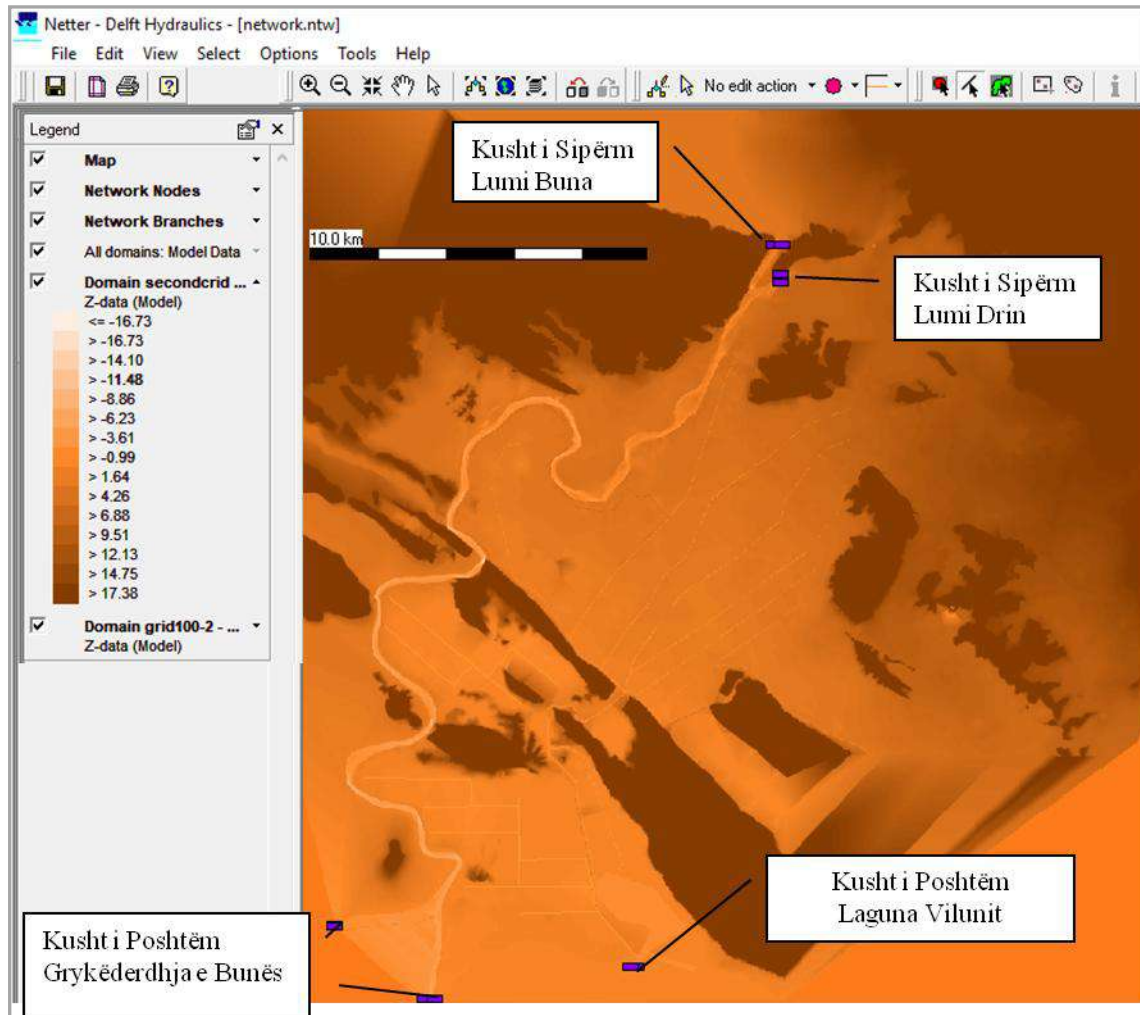 Netter - Delft Hydraulics - [network.ntw]
File Edit View Select Options Tools Help
No edit action
Legend
Map
Network Nodes
Network Branches
All domains: Model Data
Domain secondcrid ...
Z-data (Model)
<= -16.73
> -16.73
> -14.10
> -11.48
> -8.86
> -6.23
> -3.61
> -0.99
> 1.64
> 4.26
> 6.88
> 9.51
> 12.13
> 14.75
> 17.38
Domain grid100-2 - ...
Z-data (Model)
10.0 km
Kusht i Sipërm
Lumi Buna
Kusht i Sipërm
Lumi Drin
Kusht i Poshtëm
Laguna Vilunit
Kusht i Poshtëm
Grykëderdhja e Bunës